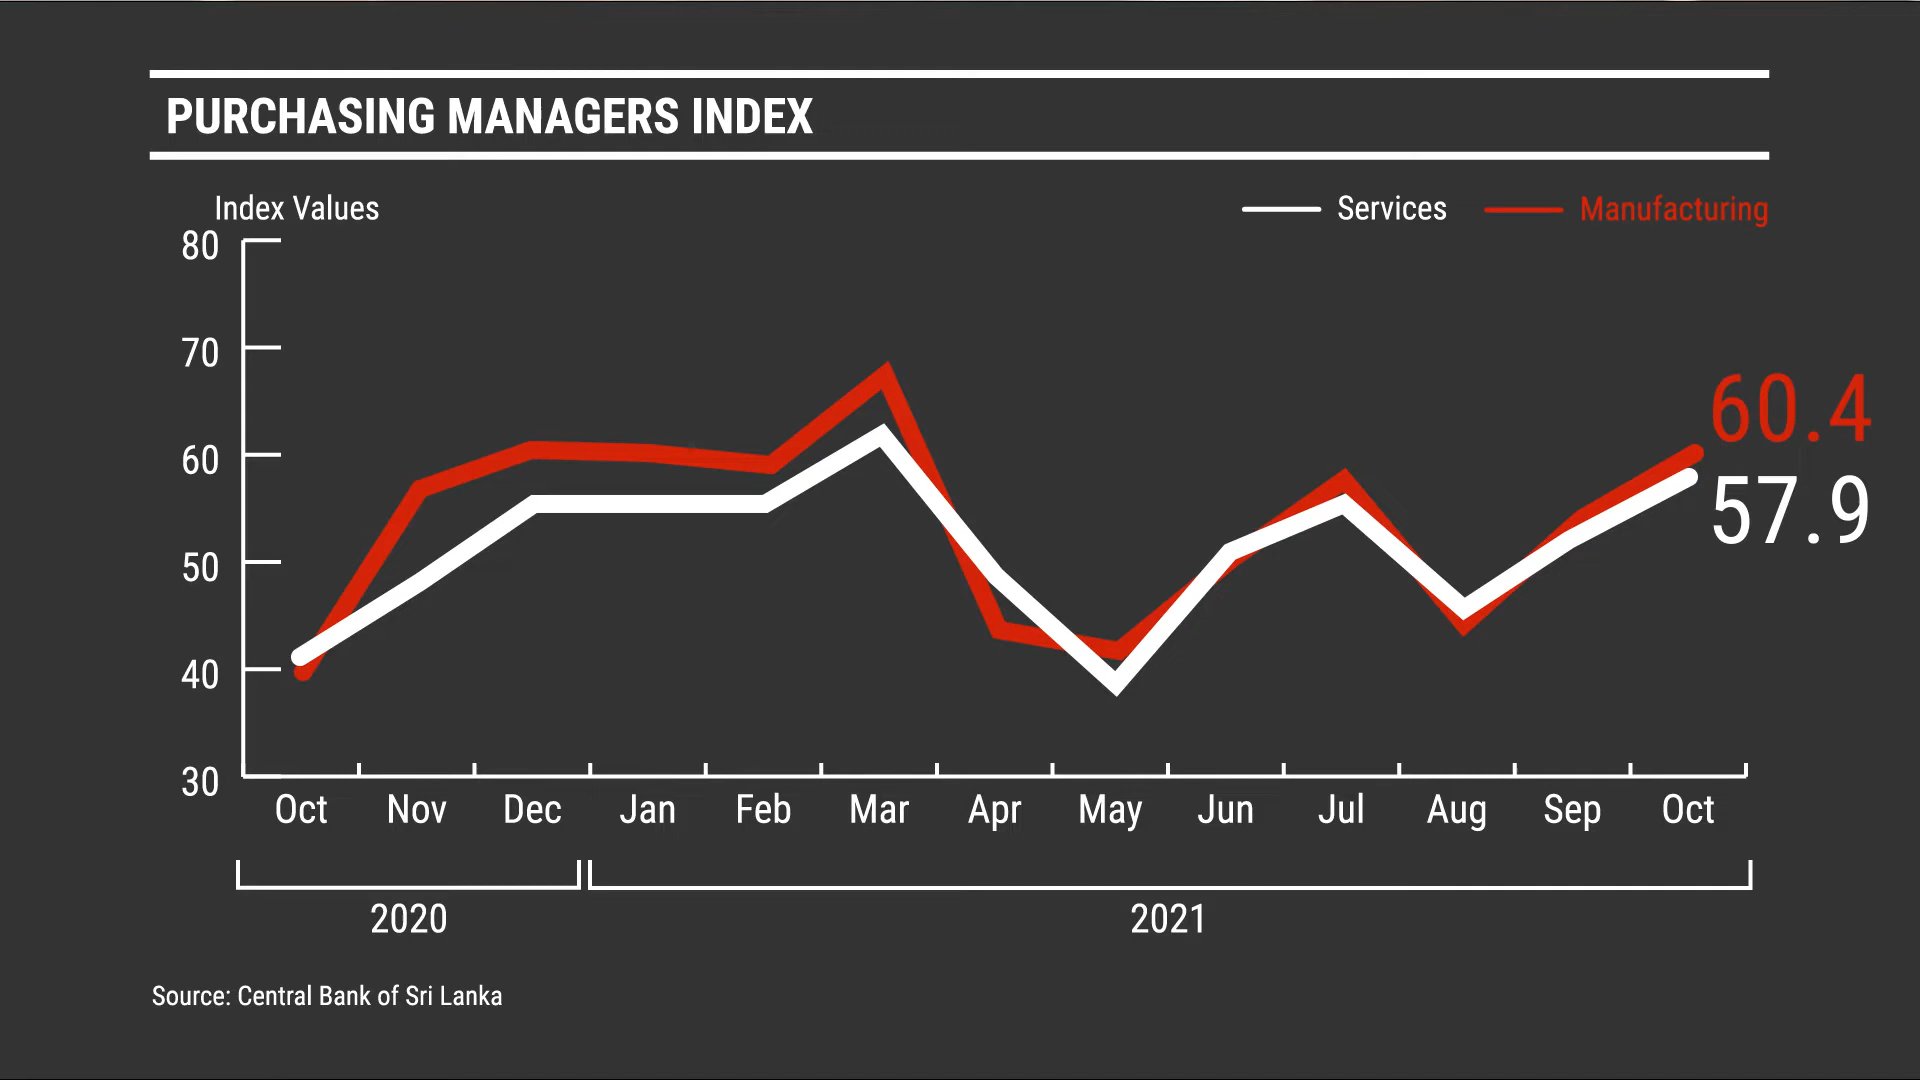 PURCHASING MANAGERS INDEX
Index Values
Services Manufacturing
80
70
60
50
40
30
60.4
57.9
Oct Nov Dec Jan Feb Mar Apr May Jun Jul Aug Sep Oct
2020 2021
Source: Central Bank of Sri Lanka